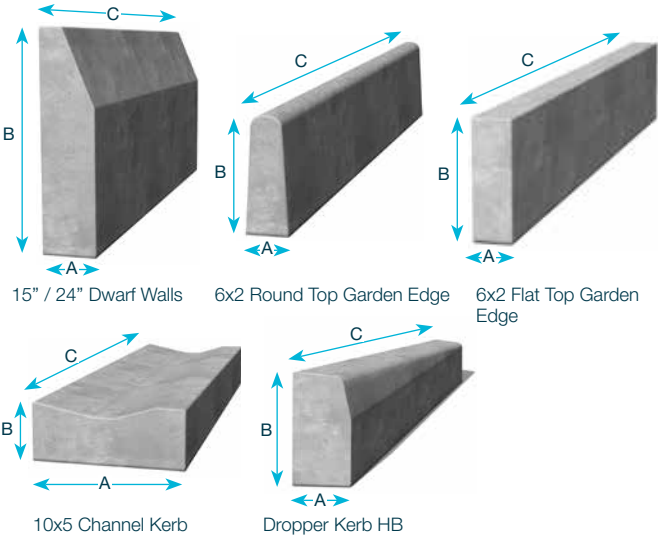 C
B
A
15” / 24” Dwarf Walls
C
B
A
6x2 Round Top Garden Edge
C
B
A
6x2 Flat Top Garden
Edge
C
B
A
10x5 Channel Kerb
C
B
A
Dropper Kerb HB